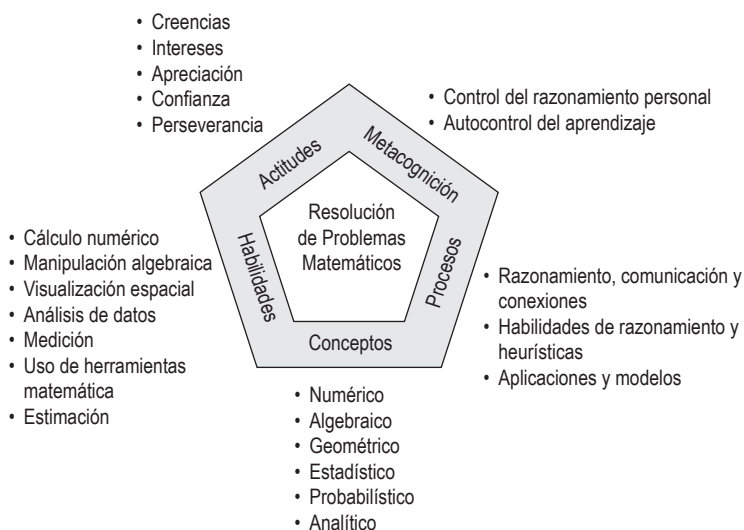 • Creencias
• Intereses
• Apreciación
• Confianza
• Perseverancia
• Control del razonamiento personal
• Autocontrol del aprendizaje
Actitudes
Metacognición
Resolución
de Problemas
Matemáticos
Habilidades
Procesos
Conceptos
• Cálculo numérico
• Manipulación algebraica
• Visualización espacial
• Análisis de datos
• Medición
• Uso de herramientas
matemática
• Estimación
• Razonamiento, comunicación y
conexiones
• Habilidades de razonamiento y
heurísticas
• Aplicaciones y modelos
• Numérico
• Algebraico
• Geométrico
• Estadístico
• Probabilístico
• Analítico